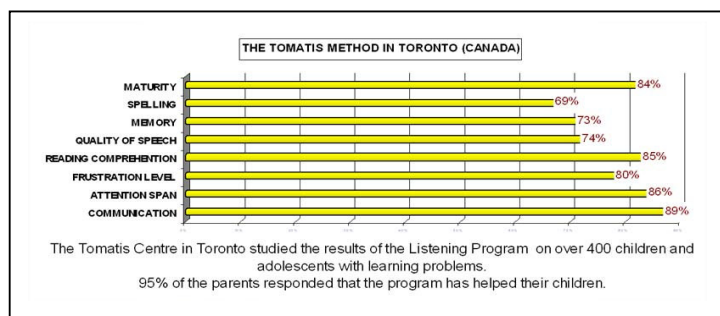 THE TOMATIS METHOD IN TORONTO (CANADA)
MATURITY 84%
SPELLING 69%
MEMORY 73%
QUALITY OF SPEECH 74%
READING COMPREHENTION 85%
FRUSTRATION LEVEL 80%
ATTENTION SPAN 86%
COMMUNICATION 89%
The Tomatis Centre in Toronto studied the results of the Listening Program on over 400 children and
adolescents with learning problems.
95% of the parents responded that the program has helped their children.